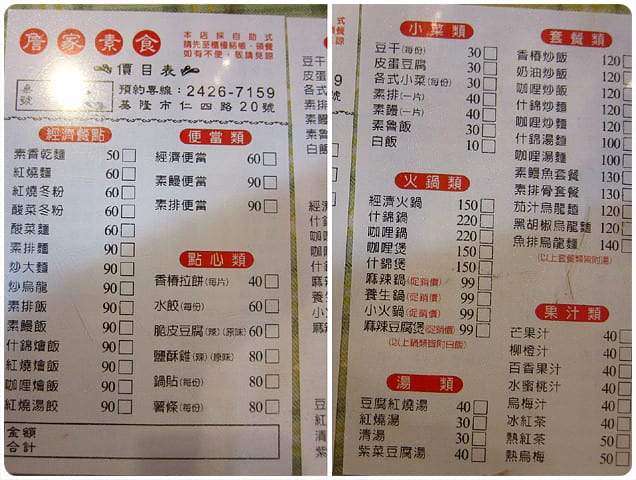 詹家素食
本店採自助式
請先至櫃檯結帳、領餐
如有不便,敬請見諒
價目表
桌號
預約專線:2426-7159
基隆市仁四路20號
經濟餐點
素香乾麵 50
紅燒麵 60
紅燒冬粉 60
酸菜冬粉 60
酸菜麵 60
素排麵 90
炒大麵 90
炒烏龍 90
素排飯 90
素鰻飯 90
什錦燴飯 90
紅燒燴飯 90
咖哩燴飯 90
紅燒湯餃 90
金額
合計
便當類
經濟便當 60
素鰻便當 90
素排便當 90
點心類
香椿拉餅(每片) 40
水餃(每份) 60
脆皮豆腐(辣)(原味) 60
鹽酥雞(辣)(原味) 80
鍋貼(每份) 80
薯條(每份) 80
小菜類
豆干(每份) 30
皮蛋豆腐 30
各式小菜(每份) 30
素排(一片) 40
素鰻(一片) 40
素魯飯 30
白飯 10
火鍋類
經濟火鍋 150
什錦鍋 220
咖哩鍋 220
咖哩煲 150
什錦煲 150
麻辣鍋(促銷價) 99
養生鍋(促銷價) 99
小火鍋(促銷價) 99
麻辣豆腐煲(促銷價) 99
(以上鍋類皆附白飯)
湯類
豆腐紅燒湯 40
紅燒湯 30
清湯 30
紫菜豆腐湯 40
套餐類
香椿炒飯 120
奶油炒飯 120
咖哩炒飯 120
什錦炒麵 120
咖哩炒麵 120
什錦湯麵 100
咖哩湯麵 100
素鰻魚套餐 130
素排骨套餐 130
茄汁烏龍麵 120
黑胡椒烏龍麵 120
魚排烏龍麵 140
(以上套餐類皆附湯)
果汁類
芒果汁 40
柳橙汁 40
百香果汁 40
水蜜桃汁 40
烏梅汁 40
冰紅茶 40
熱紅茶 50
熱烏梅 50